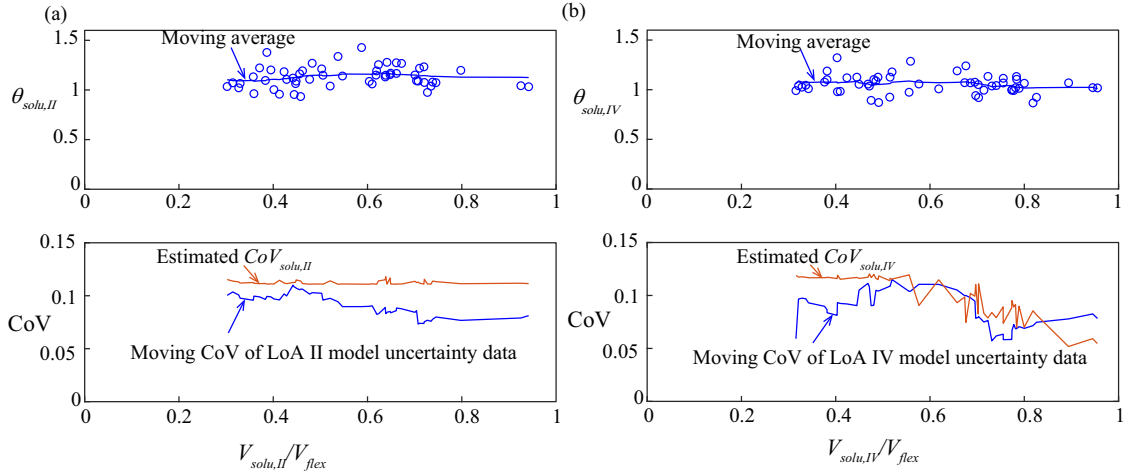 (a)
1.5
Moving average
θsolu,II
1
0.5
0
0
0.2
0.4
0.6
0.8
1
0.15
Estimated CoVsolu,II
0.1
CoV
0.05
Moving CoV of LoA II model uncertainty data
0
0
0.2
0.4
0.6
0.8
1
Vsolu,II/Vflex
(b)
1.5
Moving average
θsolu,IV
1
0.5
0
0
0.2
0.4
0.6
0.8
1
0.15
Estimated CoVsolu,IV
0.1
CoV
0.05
Moving CoV of LoA IV model uncertainty data
0
0
0.2
0.4
0.6
0.8
1
Vsolu,IV/Vflex